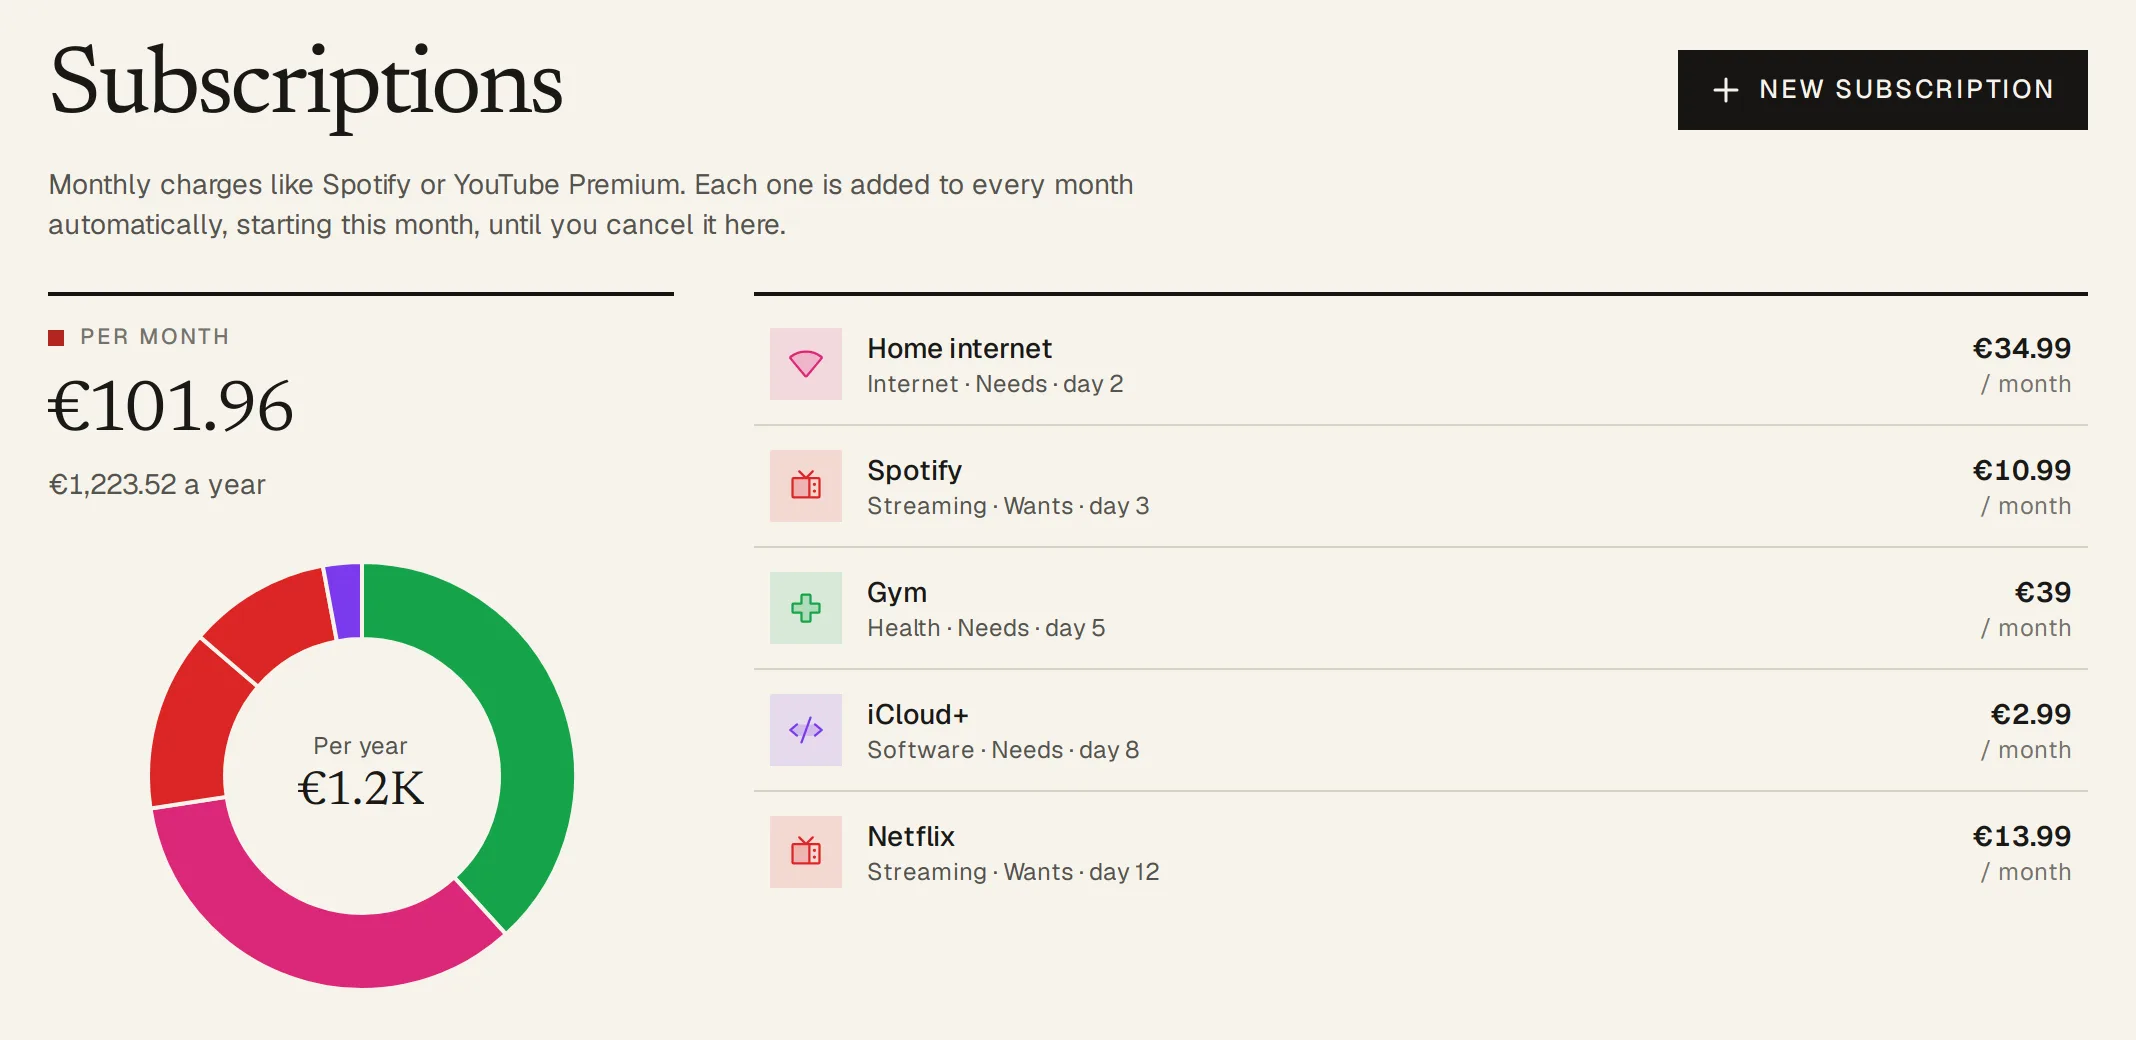 Subscriptions
+ NEW SUBSCRIPTION
Monthly charges like Spotify or YouTube Premium. Each one is added to every month
automatically, starting this month, until you cancel it here.
PER MONTH
€101.96
€1,223.52 a year
Per year
€1.2K
Home internet
€34.99
Internet · Needs · day 2
/ month
Spotify
€10.99
Streaming · Wants · day 3
/ month
Gym
€39
Health · Needs · day 5
/ month
iCloud+
€2.99
Software · Needs · day 8
/ month
Netflix
€13.99
Streaming · Wants · day 12
/ month